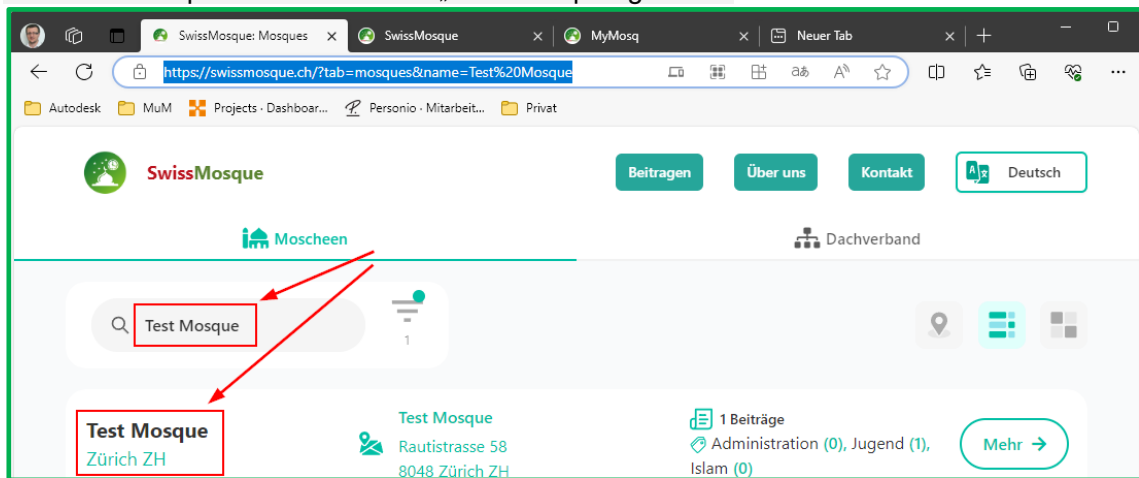 SwissMosque: Mosques
SwissMosque
MyMosq
Neuer Tab
https://swissmosque.ch/?tab=mosques&name=Test%20Mosque
Autodesk
MuM
Projects · Dashboar...
Personio · Mitarbeit...
Privat
SwissMosque
Beitragen
Über uns
Kontakt
Deutsch
Moscheen
Dachverband
Test Mosque
1
Test Mosque
Zürich ZH
Test Mosque
Rautistrasse 58
8048 Zürich ZH
1 Beiträge
Administration (0), Jugend (1),
Islam (0)
Mehr →